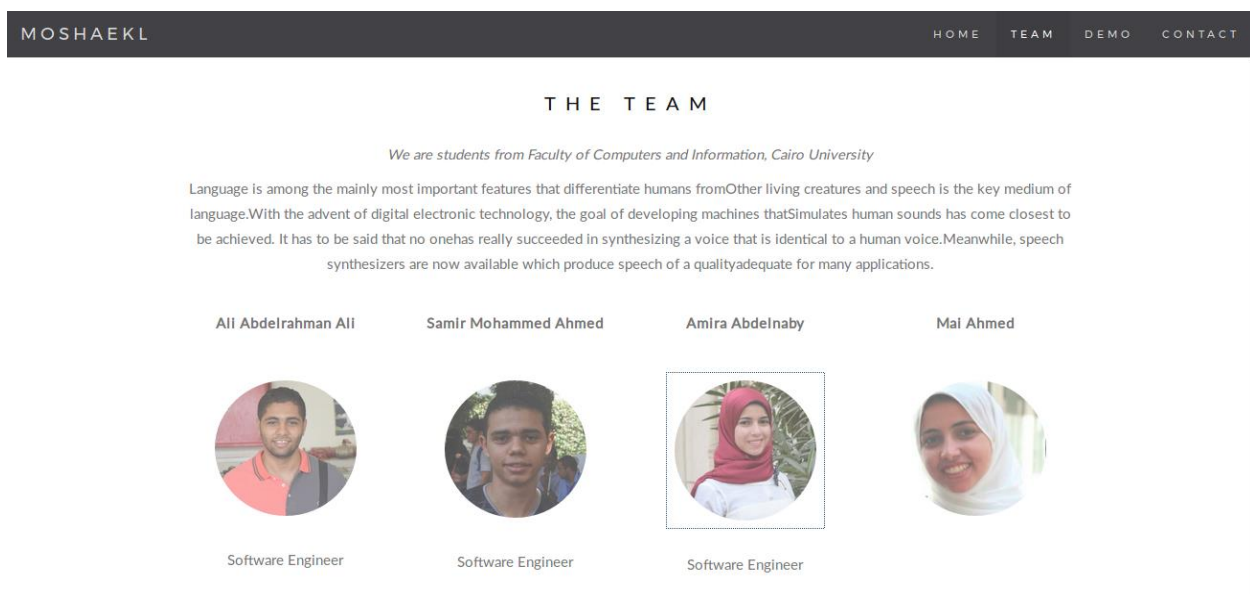 MOSHAEKL
HOME TEAM DEMO CONTACT
THE TEAM
We are students from Faculty of Computers and Information, Cairo University
Language is among the mainly most important features that differentiate humans fromOther living creatures and speech is the key medium of
language.With the advent of digital electronic technology, the goal of developing machines thatSimulates human sounds has come closest to
be achieved. It has to be said that no onehas really succeeded in synthesizing a voice that is identical to a human voice.Meanwhile, speech
synthesizers are now available which produce speech of a qualityadequate for many applications.
Ali Abdelrahman Ali Samir Mohammed Ahmed Amira Abdelnaby Mai Ahmed
Software Engineer Software Engineer Software Engineer